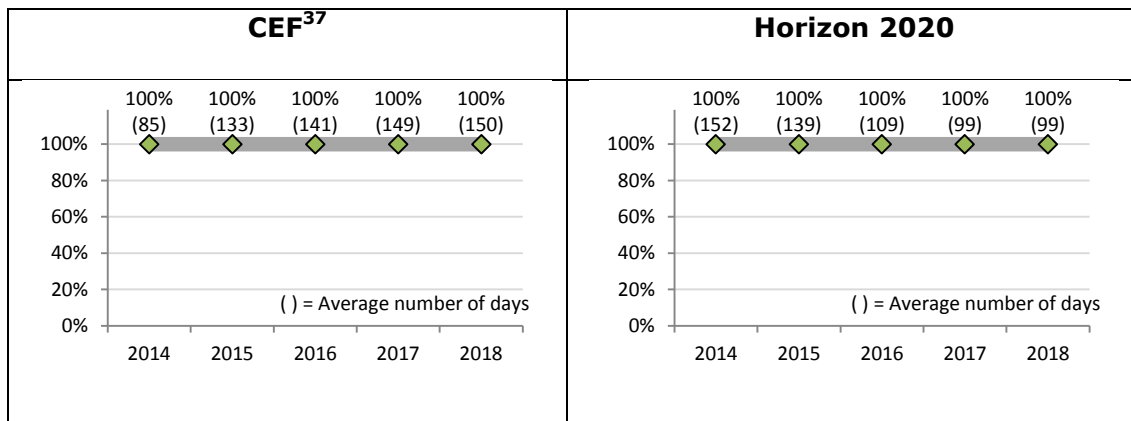 CEF37
100% 100% 100% 100% 100%
(85) (133) (141) (149) (150)
100%
80%
60%
40%
20%
( ) = Average number of days
0%
2014 2015 2016 2017 2018
Horizon 2020
100% 100% 100% 100% 100%
(152) (139) (109) (99) (99)
100%
80%
60%
40%
20%
( ) = Average number of days
0%
2014 2015 2016 2017 2018